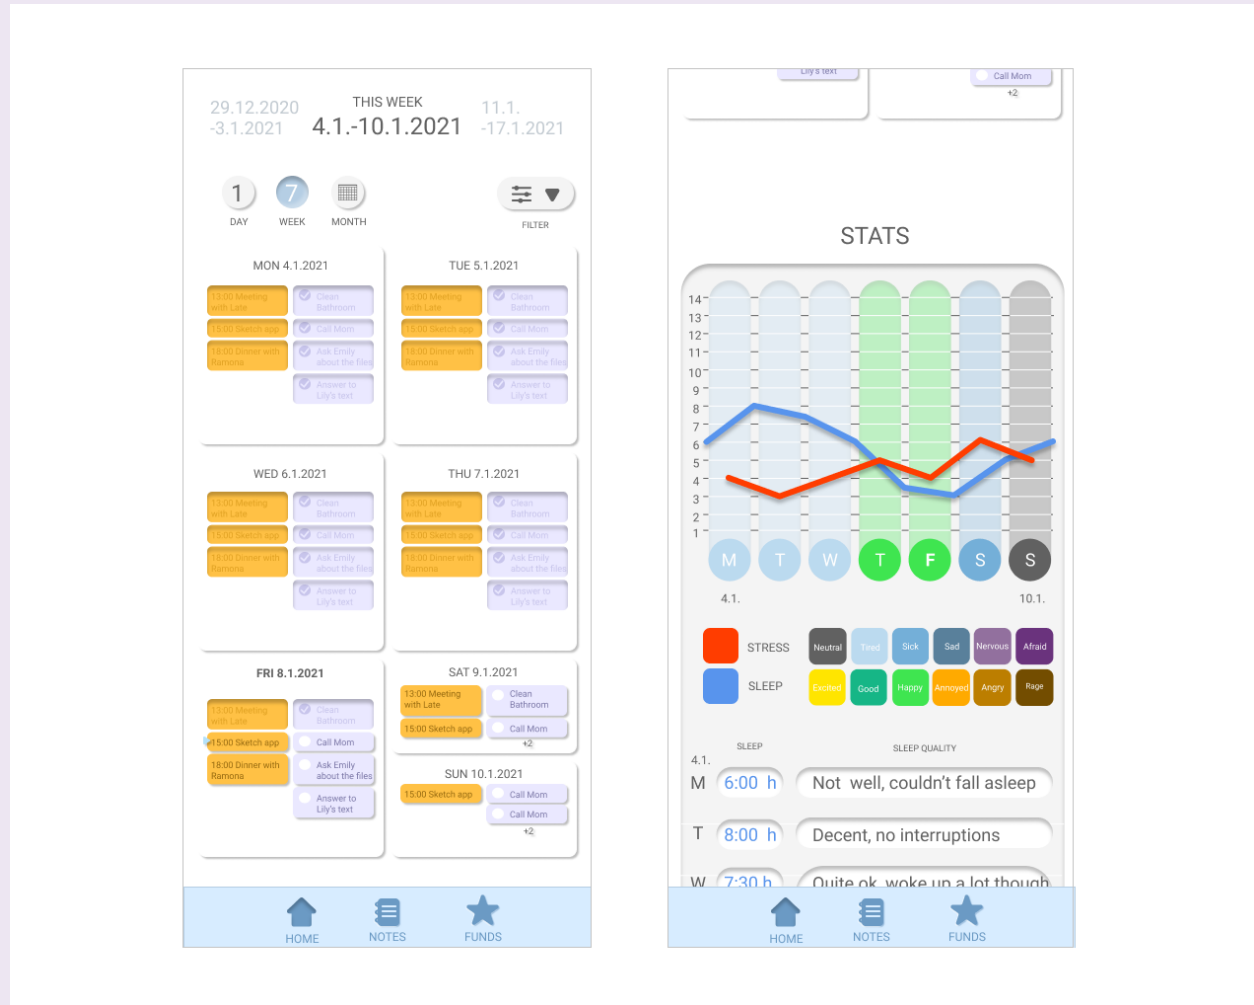 29.12.2020
-3.1.2021
THIS WEEK
4.1.-10.1.2021
11.1.
-17.1.2021
1
7
DAY
WEEK
MONTH
FILTER
MON 4.1.2021
13:00 Meeting
with Late
15:00 Sketch app
18:00 Dinner with
Ramona
Clean
Bathroom
Call Mom
Ask Emily
about the files
Answer to
Lily's text
TUE 5.1.2021
13:00 Meeting
with Late
15:00 Sketch app
18:00 Dinner with
Ramona
Clean
Bathroom
Call Mom
Ask Emily
about the files
Answer to
Lily's text
WED 6.1.2021
13:00 Meeting
with Late
15:00 Sketch app
18:00 Dinner with
Ramona
Clean
Bathroom
Call Mom
Ask Emily
about the files
Answer to
Lily's text
THU 7.1.2021
13:00 Meeting
with Late
15:00 Sketch app
18:00 Dinner with
Ramona
Clean
Bathroom
Call Mom
Ask Emily
about the files
Answer to
Lily's text
FRI 8.1.2021
13:00 Meeting
with Late
15:00 Sketch app
18:00 Dinner with
Ramona
Clean
Bathroom
Call Mom
Ask Emily
about the files
Answer to
Lily's text
SAT 9.1.2021
13:00 Meeting
with Late
15:00 Sketch app
Clean
Bathroom
Call Mom
+2
SUN 10.1.2021
15:00 Sketch app
Call Mom
Call Mom
+2
HOME
NOTES
FUNDS
Lily's text
Call Mom
+2
STATS
14
13
12
11
10
9
8
7
6
5
4
3
2
1
M T W T F S S
4.1.
10.1.
STRESS
SLEEP
Neutral Tired Sick Sad Nervous Afraid
Excited Good Happy Annoyed Angry Rage
SLEEP
SLEEP QUALITY
4.1.
M 6:00 h Not well, couldn't fall asleep
T 8:00 h Decent, no interruptions
W 7:30 h Quite ok, woke up a lot though
HOME
NOTES
FUNDS